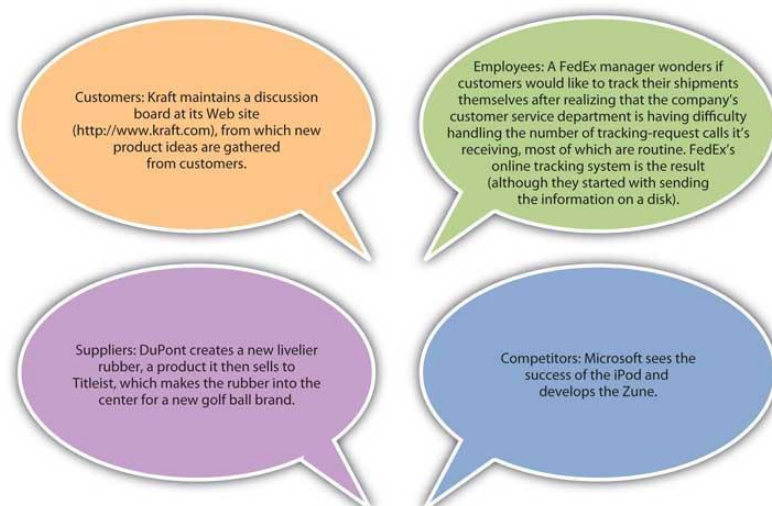 Customers: Kraft maintains a discussion
board at its Web site
(http://www.kraft.com), from which new
product ideas are gathered
from customers.
Employees: A FedEx manager wonders if
customers would like to track their shipments
themselves after realizing that the company's
customer service department is having difficulty
handling the number of tracking-request calls it's
receiving, most of which are routine. FedEx's
online tracking system is the result
(although they started with sending
the information on a disk).
Suppliers: DuPont creates a new livelier
rubber, a product it then sells to
Titleist, which makes the rubber into the
center for a new golf ball brand.
Competitors: Microsoft sees the
success of the iPod and
develops the Zune.